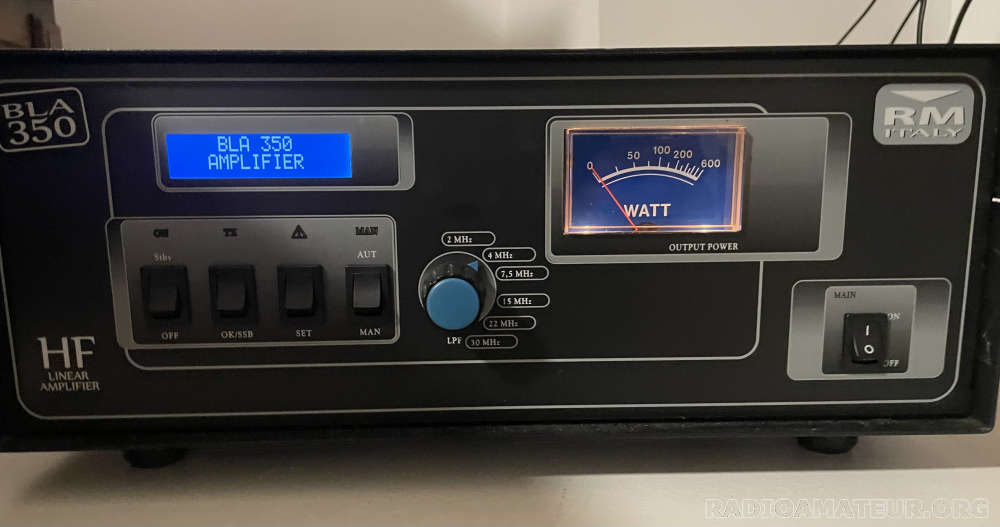 BLA
350
BLA 350
AMPLIFIER
RM
ITALY
0 50 100 200 600
WATT
OUTPUT POWER
ON TX MAN
Stby AUT
OFF OK/SSB SET MAN
2 MHz
4 MHz
7,5 MHz
15 MHz
22 MHz
LPF 30 MHz
MAIN
ON
I
O
OFF
HF
LINEAR
AMPLIFIER
RADIOAMATEUR.ORG